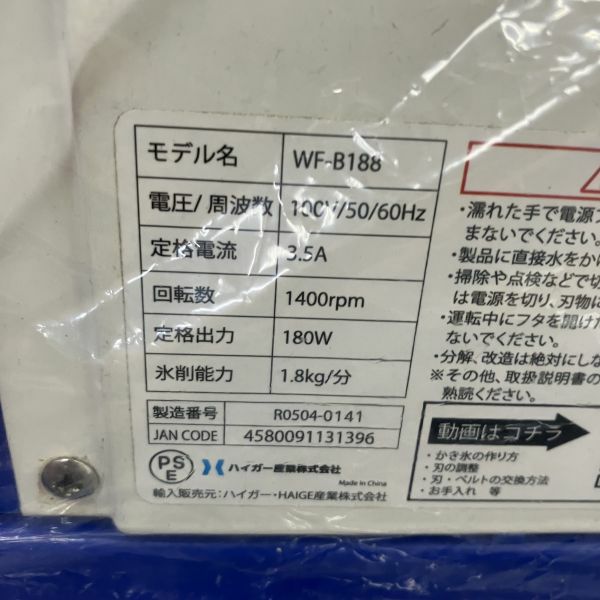 モデル名 WF-B188
電圧/周波数 100V/50/60Hz
定格電流 3.5A
回転数 1400rpm
定格出力 180W
氷削能力 1.8kg/分
製造番号 R0504-0141
JAN CODE 4580091131396
PS
E
ハイガー産業株式会社
Made in China
輸入販売元:ハイガー・HAIGE産業株式会社
・濡れた手で電源プ
まないでください。
・製品に直接水をか
・掃除や点検などで切
は電源を切り、刃物に
・運転中にフタを開けた
ないでください。
・分解、改造は絶対にしな
※その他、取扱説明書の
熟読ください。
動画はコチラ
・かき氷の作り方
・刃の調整
・刃・ベルトの交換方法
・お手入れ 等